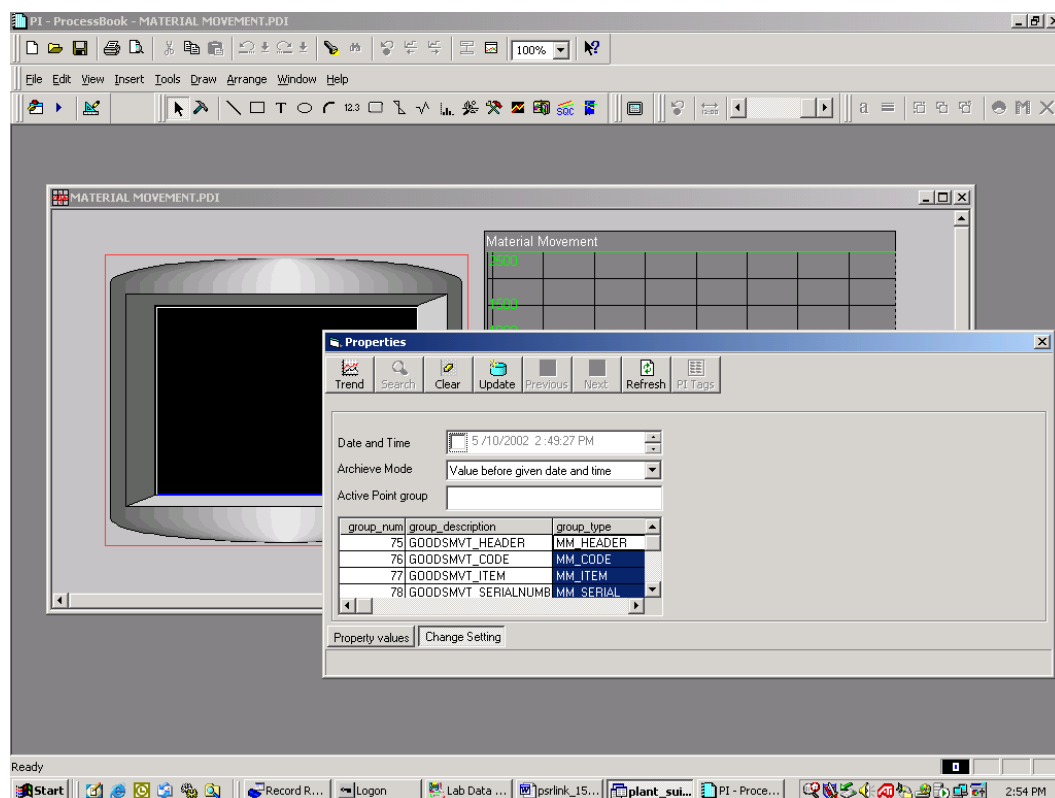 PI - ProcessBook - MATERIAL MOVEMENT.PDI
100%
File Edit View Insert Tools Draw Arrange Window Help
12.3
SQC
a
MATERIAL MOVEMENT.PDI
Material Movement
1500
Properties
Trend Search Clear Update Previous Next Refresh PI Tags
Date and Time 5 /10/2002 2 :49:27 PM
Archieve Mode Value before given date and time
Active Point group
group_num group_description group_type
75 GOODSMVT_HEADER MM_HEADER
76 GOODSMVT_CODE MM_CODE
77 GOODSMVT_ITEM MM_ITEM
78 GOODSMVT_SERIALNUMB MM_SERIAL
Property values Change Setting
Ready
Start Record R... Logon Lab Data ... psrlink_15... plant_sui... PI - Proce... 2:54 PM